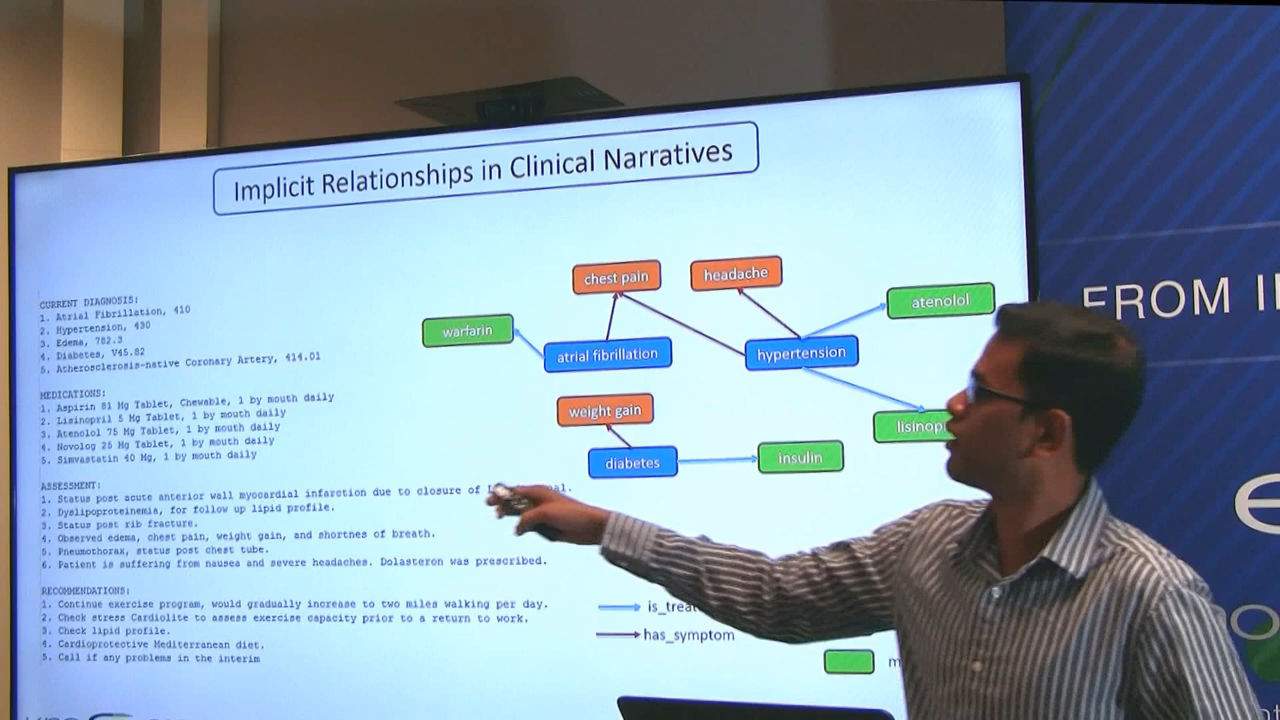 Implicit Relationships in Clinical Narratives
CURRENT DIAGNOSIS:
1. Atrial Fibrillation, 410
2. Hypertension, 430
3. Edema, 782.3
4. Diabetes, V45.82
5. Atherosclerosis-native Coronary Artery, 414.01
MEDICATIONS:
1. Aspirin 81 Mg Tablet, Chewable, 1 by mouth daily
2. Lisinopril 5 Mg Tablet, 1 by mouth daily
3. Atenolol 75 Mg Tablet, 1 by mouth daily
4. Novolog 25 Mg Tablet, 1 by mouth daily
5. Simvastatin 40 Mg, 1 by mouth daily
ASSESSMENT:
1. Status post acute anterior wall myocardial infarction due to closure of
2. Dyslipoproteinemia, for follow up lipid profile.
3. Status post rib fracture.
4. Observed edema, chest pain, weight gain, and shortnes of breath.
5. Pneumothorax, status post chest tube.
6. Patient is suffering from nausea and severe headaches. Dolasteron was prescribed.
RECOMMENDATIONS:
1. Continue exercise program, would gradually increase to two miles walking per day.
2. Check stress Cardiolite to assess exercise capacity prior to a return to work.
3. Check lipid profile.
4. Cardioprotective Mediterranean diet.
5. Call if any problems in the interim
chest pain
headache
atenolol
warfarin
atrial fibrillation
hypertension
weight gain
lisinop
diabetes
insulin
is_treat
has_symptom
m
FROM
e